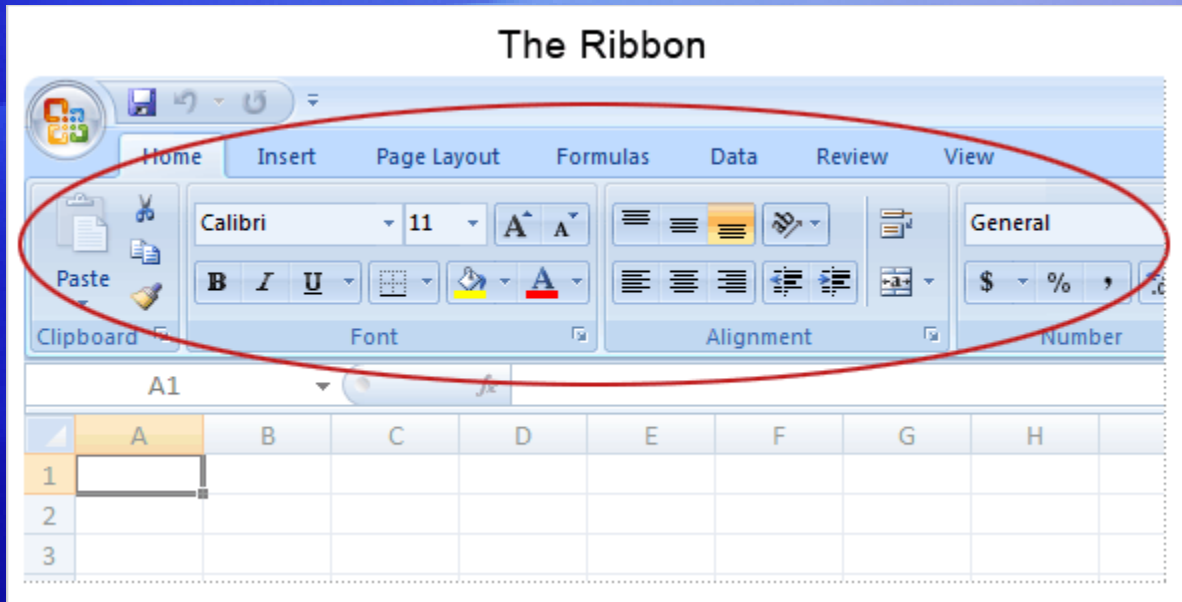 The Ribbon
Home Insert Page Layout Formulas Data Review View
Calibri 11 A A General
Paste B I U A a $ % ,
Clipboard Font Alignment Number
A1 fx
A B C D E F G H
1
2
3